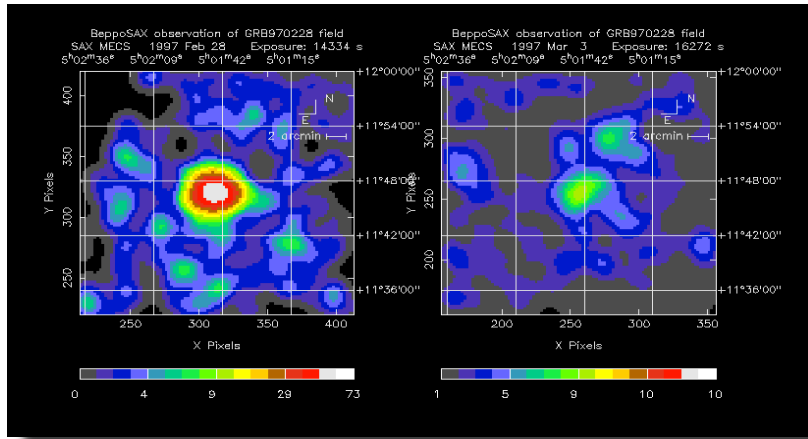 BeppoSAX observation of GRB970228 field
SAX MECS 1997 Feb 28 Exposure: 14334 s
5h02m36s 5h02m09s 5h01m42s 5h01m15s
+12°00'00"
400
N
E
+11°54'00"
2 arcmin
350
+11°48'00"
Y Pixels
300
+11°42'00"
250
+11°36'00"
250 300 350 400
X Pixels
0 4 9 29 73
BeppoSAX observation of GRB970228 field
SAX MECS 1997 Mar 3 Exposure: 16272 s
5h02m36s 5h02m09s 5h01m42s 5h01m15s
350
+12°00'00"
N
E
+11°54'00"
300
2 arcmin
+11°48'00"
Y Pixels
250
+11°42'00"
200
+11°36'00"
200 250 300 350
X Pixels
1 5 9 10 10